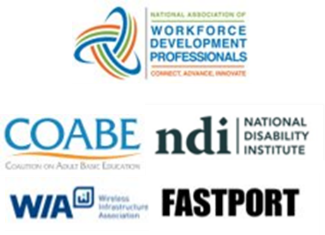 NATIONAL ASSOCIATION OF
WORKFORCE
DEVELOPMENT
PROFESSIONALS
CONNECT, ADVANCE, INNOVATE
COABE
COALITION ON ADULT BASIC EDUCATION
ndi
NATIONAL
DISABILITY
INSTITUTE
WIA
Wireless
Infrastructure
Association
FASTPORT